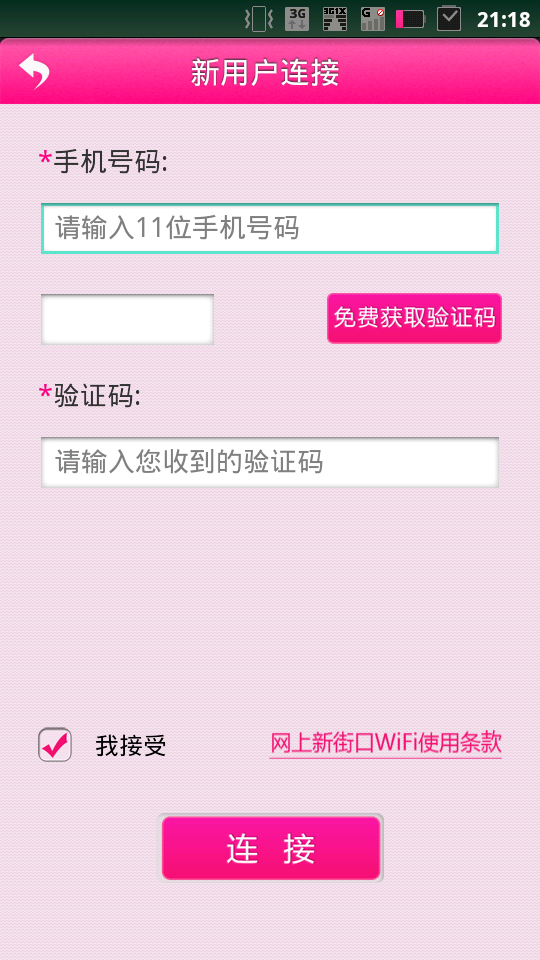 3G
3G1X
G
21:18
新用户连接
*手机号码:
请输入11位手机号码
免费获取验证码
*验证码:
请输入您收到的验证码
我接受
网上新街口WiFi使用条款
连 接